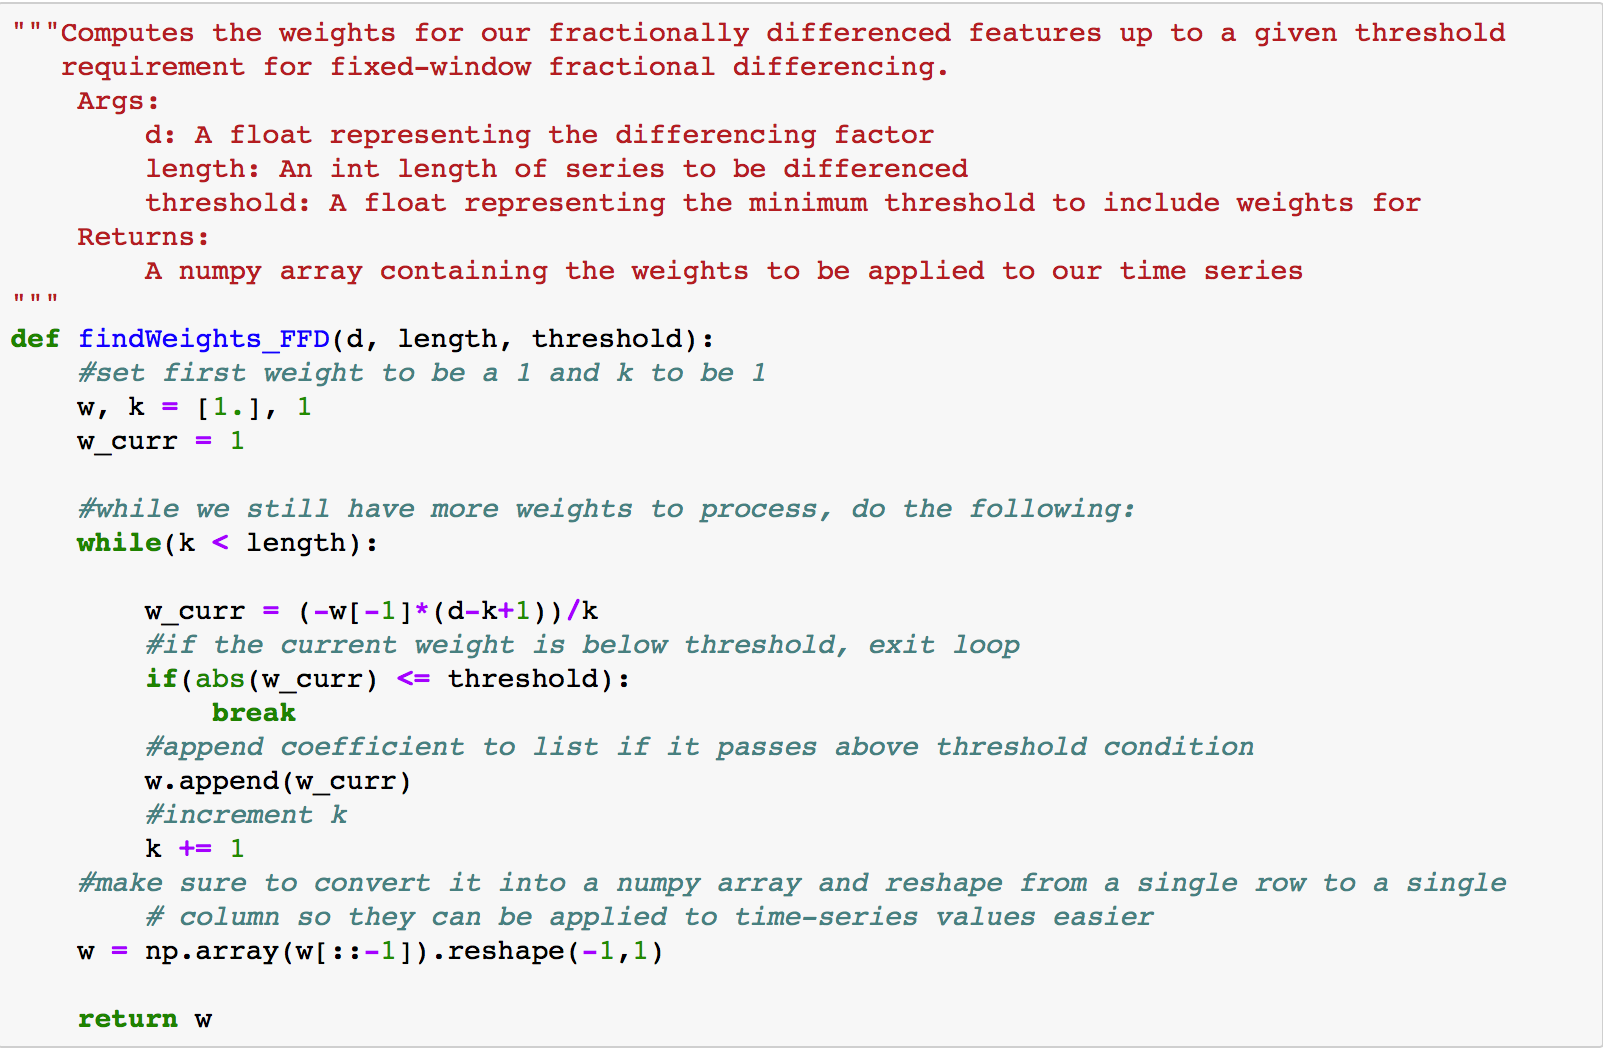 """Computes the weights for our fractionally differenced features up to a given threshold
   requirement for fixed-window fractional differencing.
    Args:
        d: A float representing the differencing factor
        length: An int length of series to be differenced
        threshold: A float representing the minimum threshold to include weights for
    Returns:
        A numpy array containing the weights to be applied to our time series
"""
def findWeights_FFD(d, length, threshold):
    #set first weight to be a 1 and k to be 1
    w, k = [1.], 1
    w_curr = 1

    #while we still have more weights to process, do the following:
    while(k < length):

        w_curr = (-w[-1]*(d-k+1))/k
        #if the current weight is below threshold, exit loop
        if(abs(w_curr) <= threshold):
            break
        #append coefficient to list if it passes above threshold condition
        w.append(w_curr)
        #increment k
        k += 1
    #make sure to convert it into a numpy array and reshape from a single row to a single
        # column so they can be applied to time-series values easier
    w = np.array(w[::-1]).reshape(-1,1)

    return w